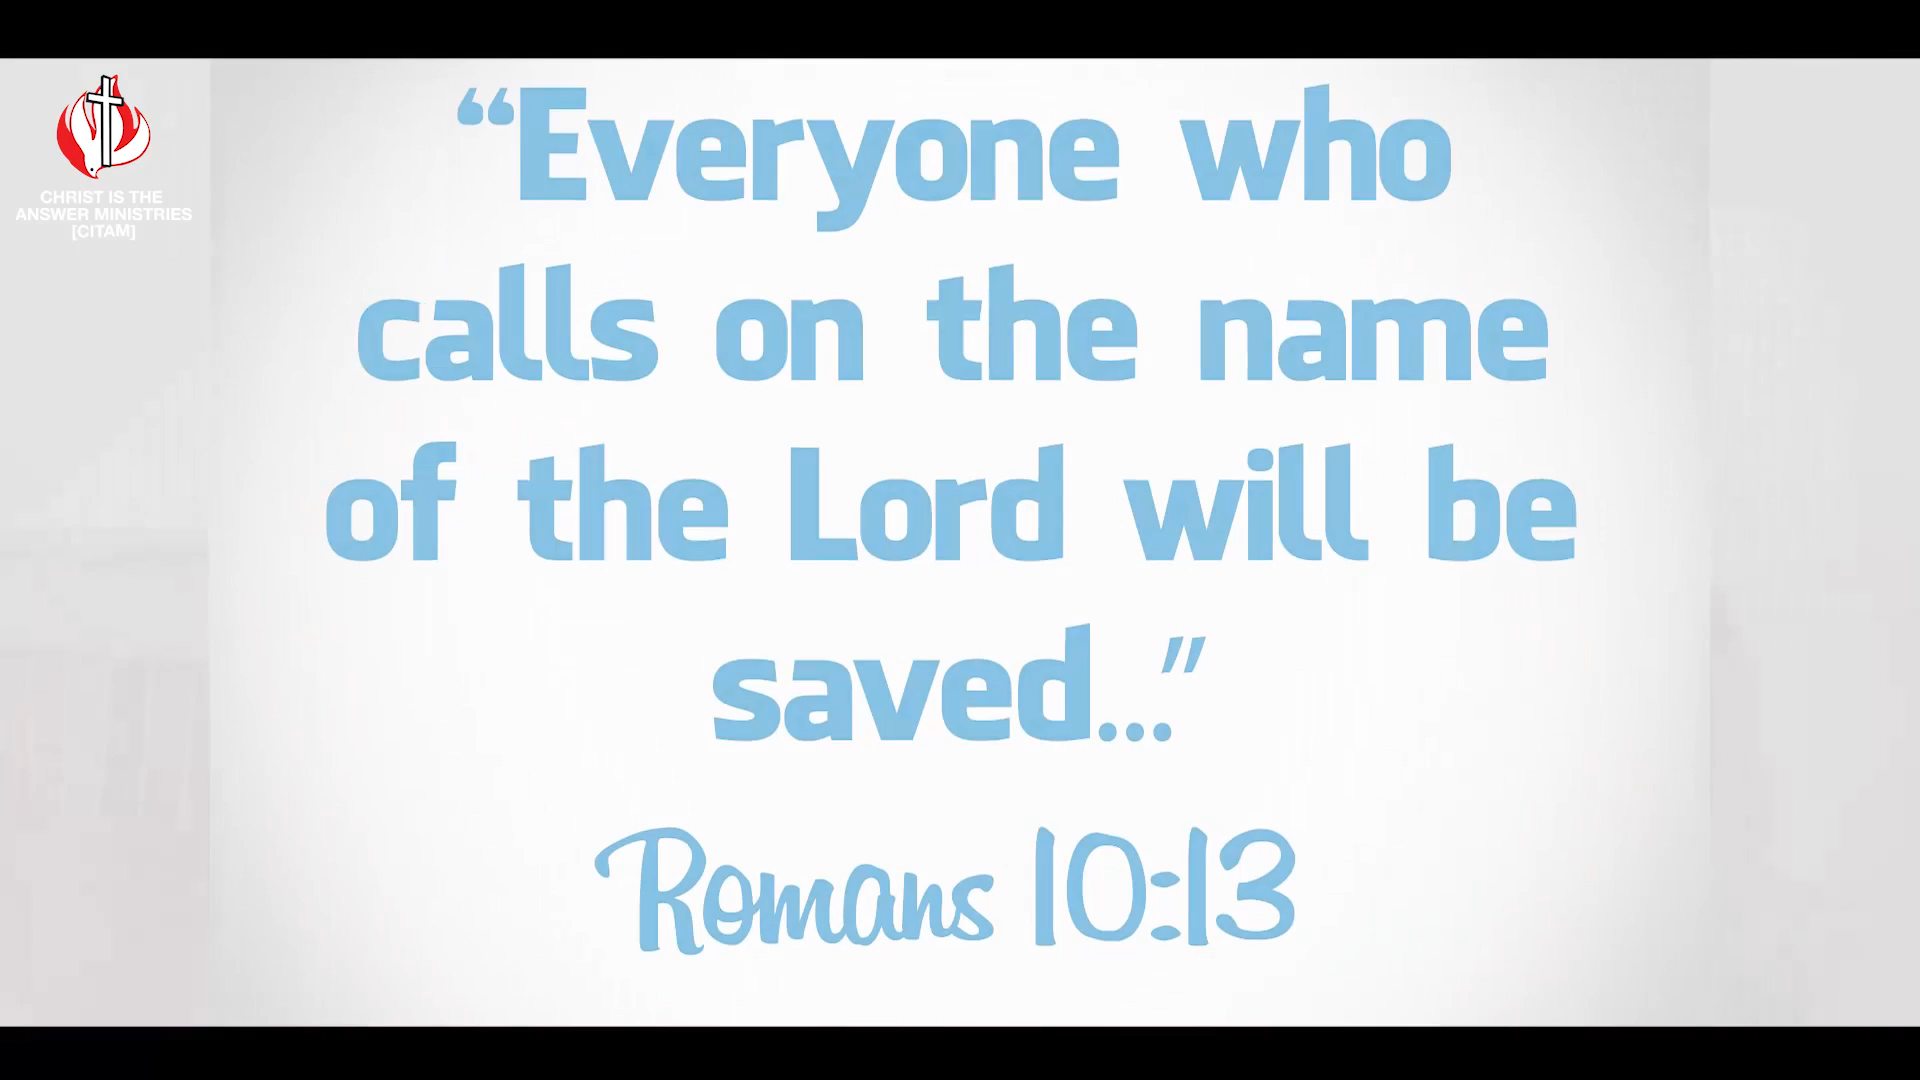 CHRIST IS THE
ANSWER MINISTRIES
[CITAM]
“Everyone who
calls on the name
of the Lord will be
saved...”
Romans 10:13